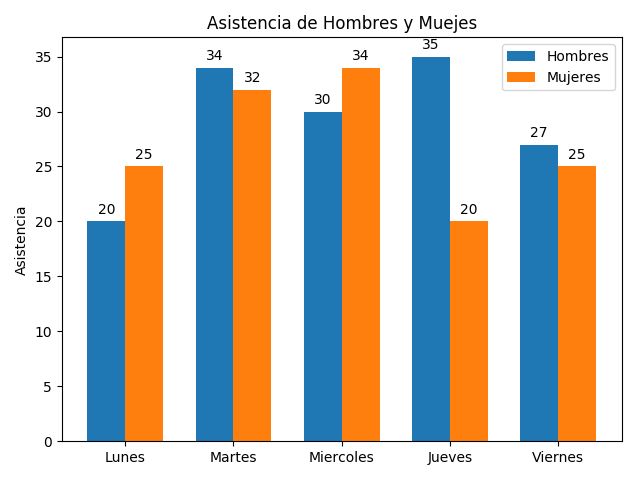 Asistencia de Hombres y Muejes
Hombres
Mujeres
Asistencia
35
30
25
20
15
10
5
0
20
25
34
32
30
34
35
20
27
25
Lunes
Martes
Miercoles
Jueves
Viernes